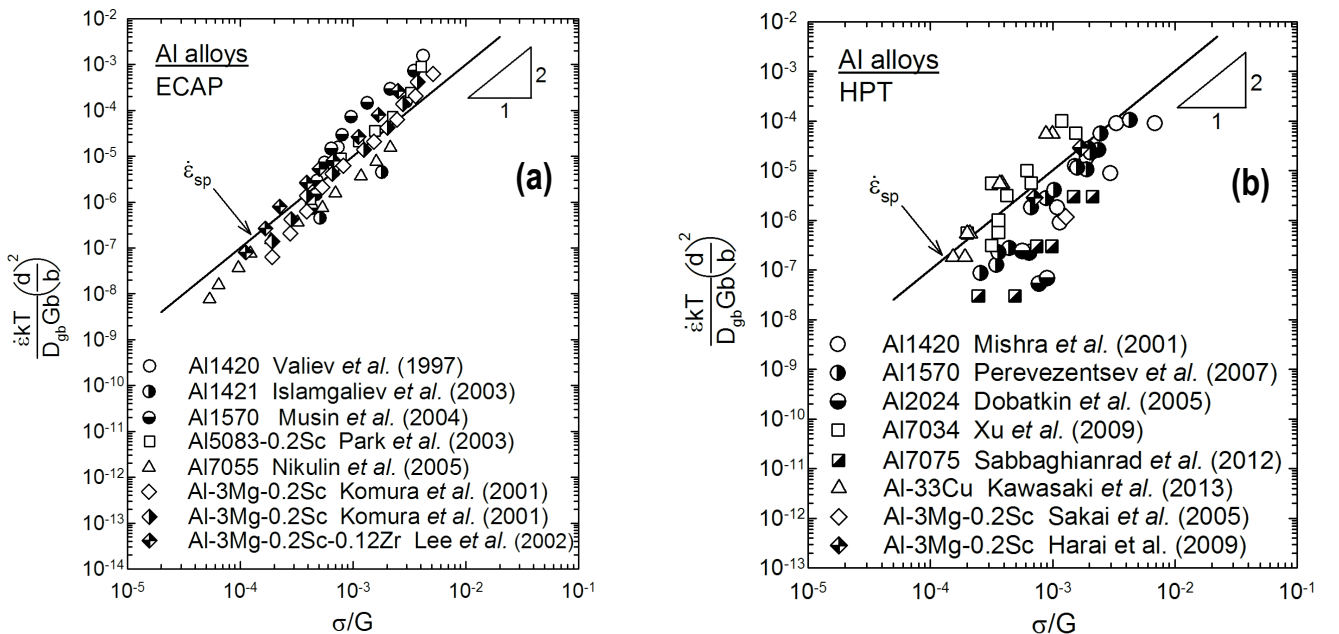 Al alloys
ECAP
2
1
ε̇sp
(a)
ε̇kT/DgbGb (d/b)²
10⁻²
10⁻³
10⁻⁴
10⁻⁵
10⁻⁶
10⁻⁷
10⁻⁸
10⁻⁹
10⁻¹⁰
10⁻¹¹
10⁻¹²
10⁻¹³
10⁻¹⁴
Al1420 Valiev et al. (1997)
Al1421 Islamgaliev et al. (2003)
Al1570 Musin et al. (2004)
Al5083-0.2Sc Park et al. (2003)
Al7055 Nikulin et al. (2005)
Al-3Mg-0.2Sc Komura et al. (2001)
Al-3Mg-0.2Sc Komura et al. (2001)
Al-3Mg-0.2Sc-0.12Zr Lee et al. (2002)
10⁻⁵ 10⁻⁴ 10⁻³ 10⁻² 10⁻¹
σ/G
Al alloys
HPT
2
1
ε̇sp
(b)
ε̇kT/DgbGb (d/b)²
10⁻²
10⁻³
10⁻⁴
10⁻⁵
10⁻⁶
10⁻⁷
10⁻⁸
10⁻⁹
10⁻¹⁰
10⁻¹¹
10⁻¹²
10⁻¹³
Al1420 Mishra et al. (2001)
Al1570 Perevezentsev et al. (2007)
Al2024 Dobatkin et al. (2005)
Al7034 Xu et al. (2009)
Al7075 Sabbaghianrad et al. (2012)
Al-33Cu Kawasaki et al. (2013)
Al-3Mg-0.2Sc Sakai et al. (2005)
Al-3Mg-0.2Sc Harai et al. (2009)
10⁻⁵ 10⁻⁴ 10⁻³ 10⁻² 10⁻¹
σ/G